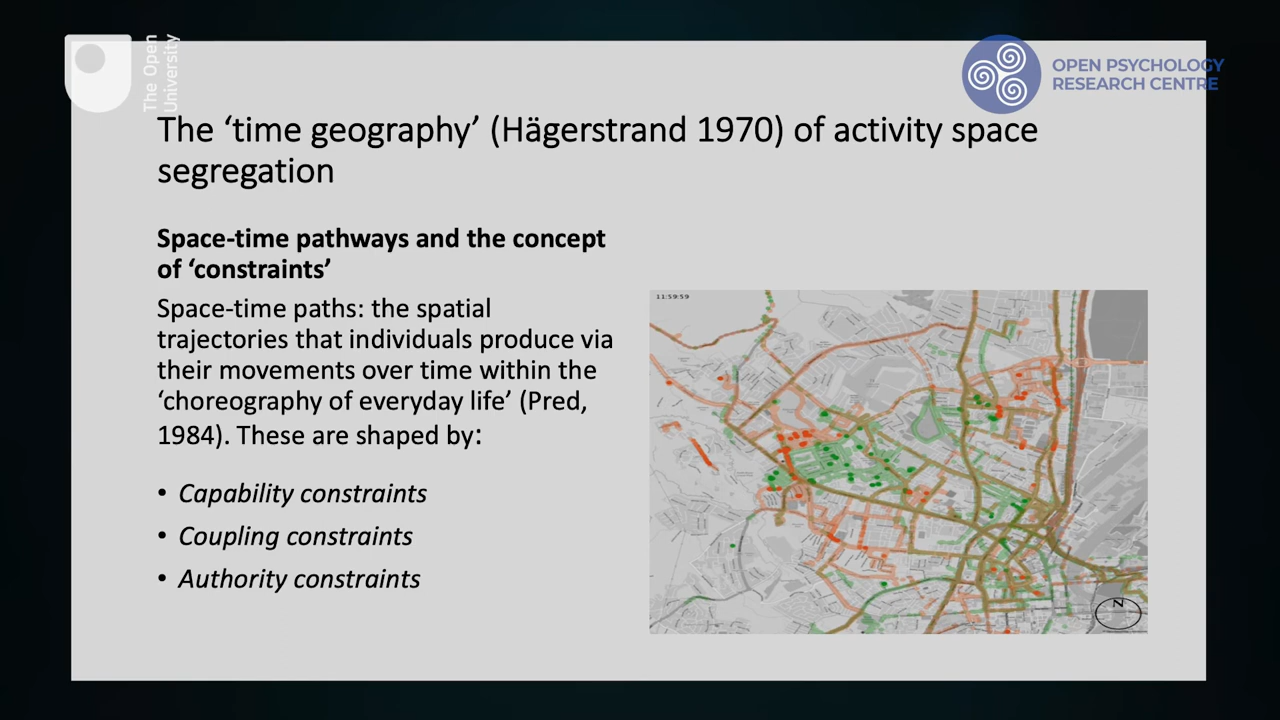 The Open
University
OPEN PSYCHOLOGY
RESEARCH CENTRE
The ‘time geography’ (Hägerstrand 1970) of activity space
segregation
Space-time pathways and the concept
of ‘constraints’
Space-time paths: the spatial
trajectories that individuals produce via
their movements over time within the
‘choreography of everyday life’ (Pred,
1984). These are shaped by:
• Capability constraints
• Coupling constraints
• Authority constraints
11:59:59
N